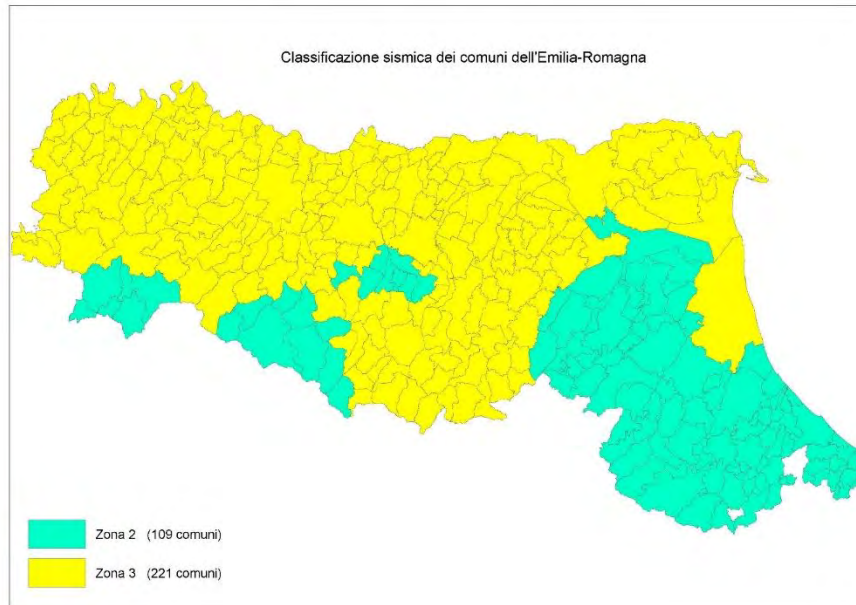 Classificazione sismica dei comuni dell'Emilia-Romagna
Zona 2 (109 comuni)
Zona 3 (221 comuni)